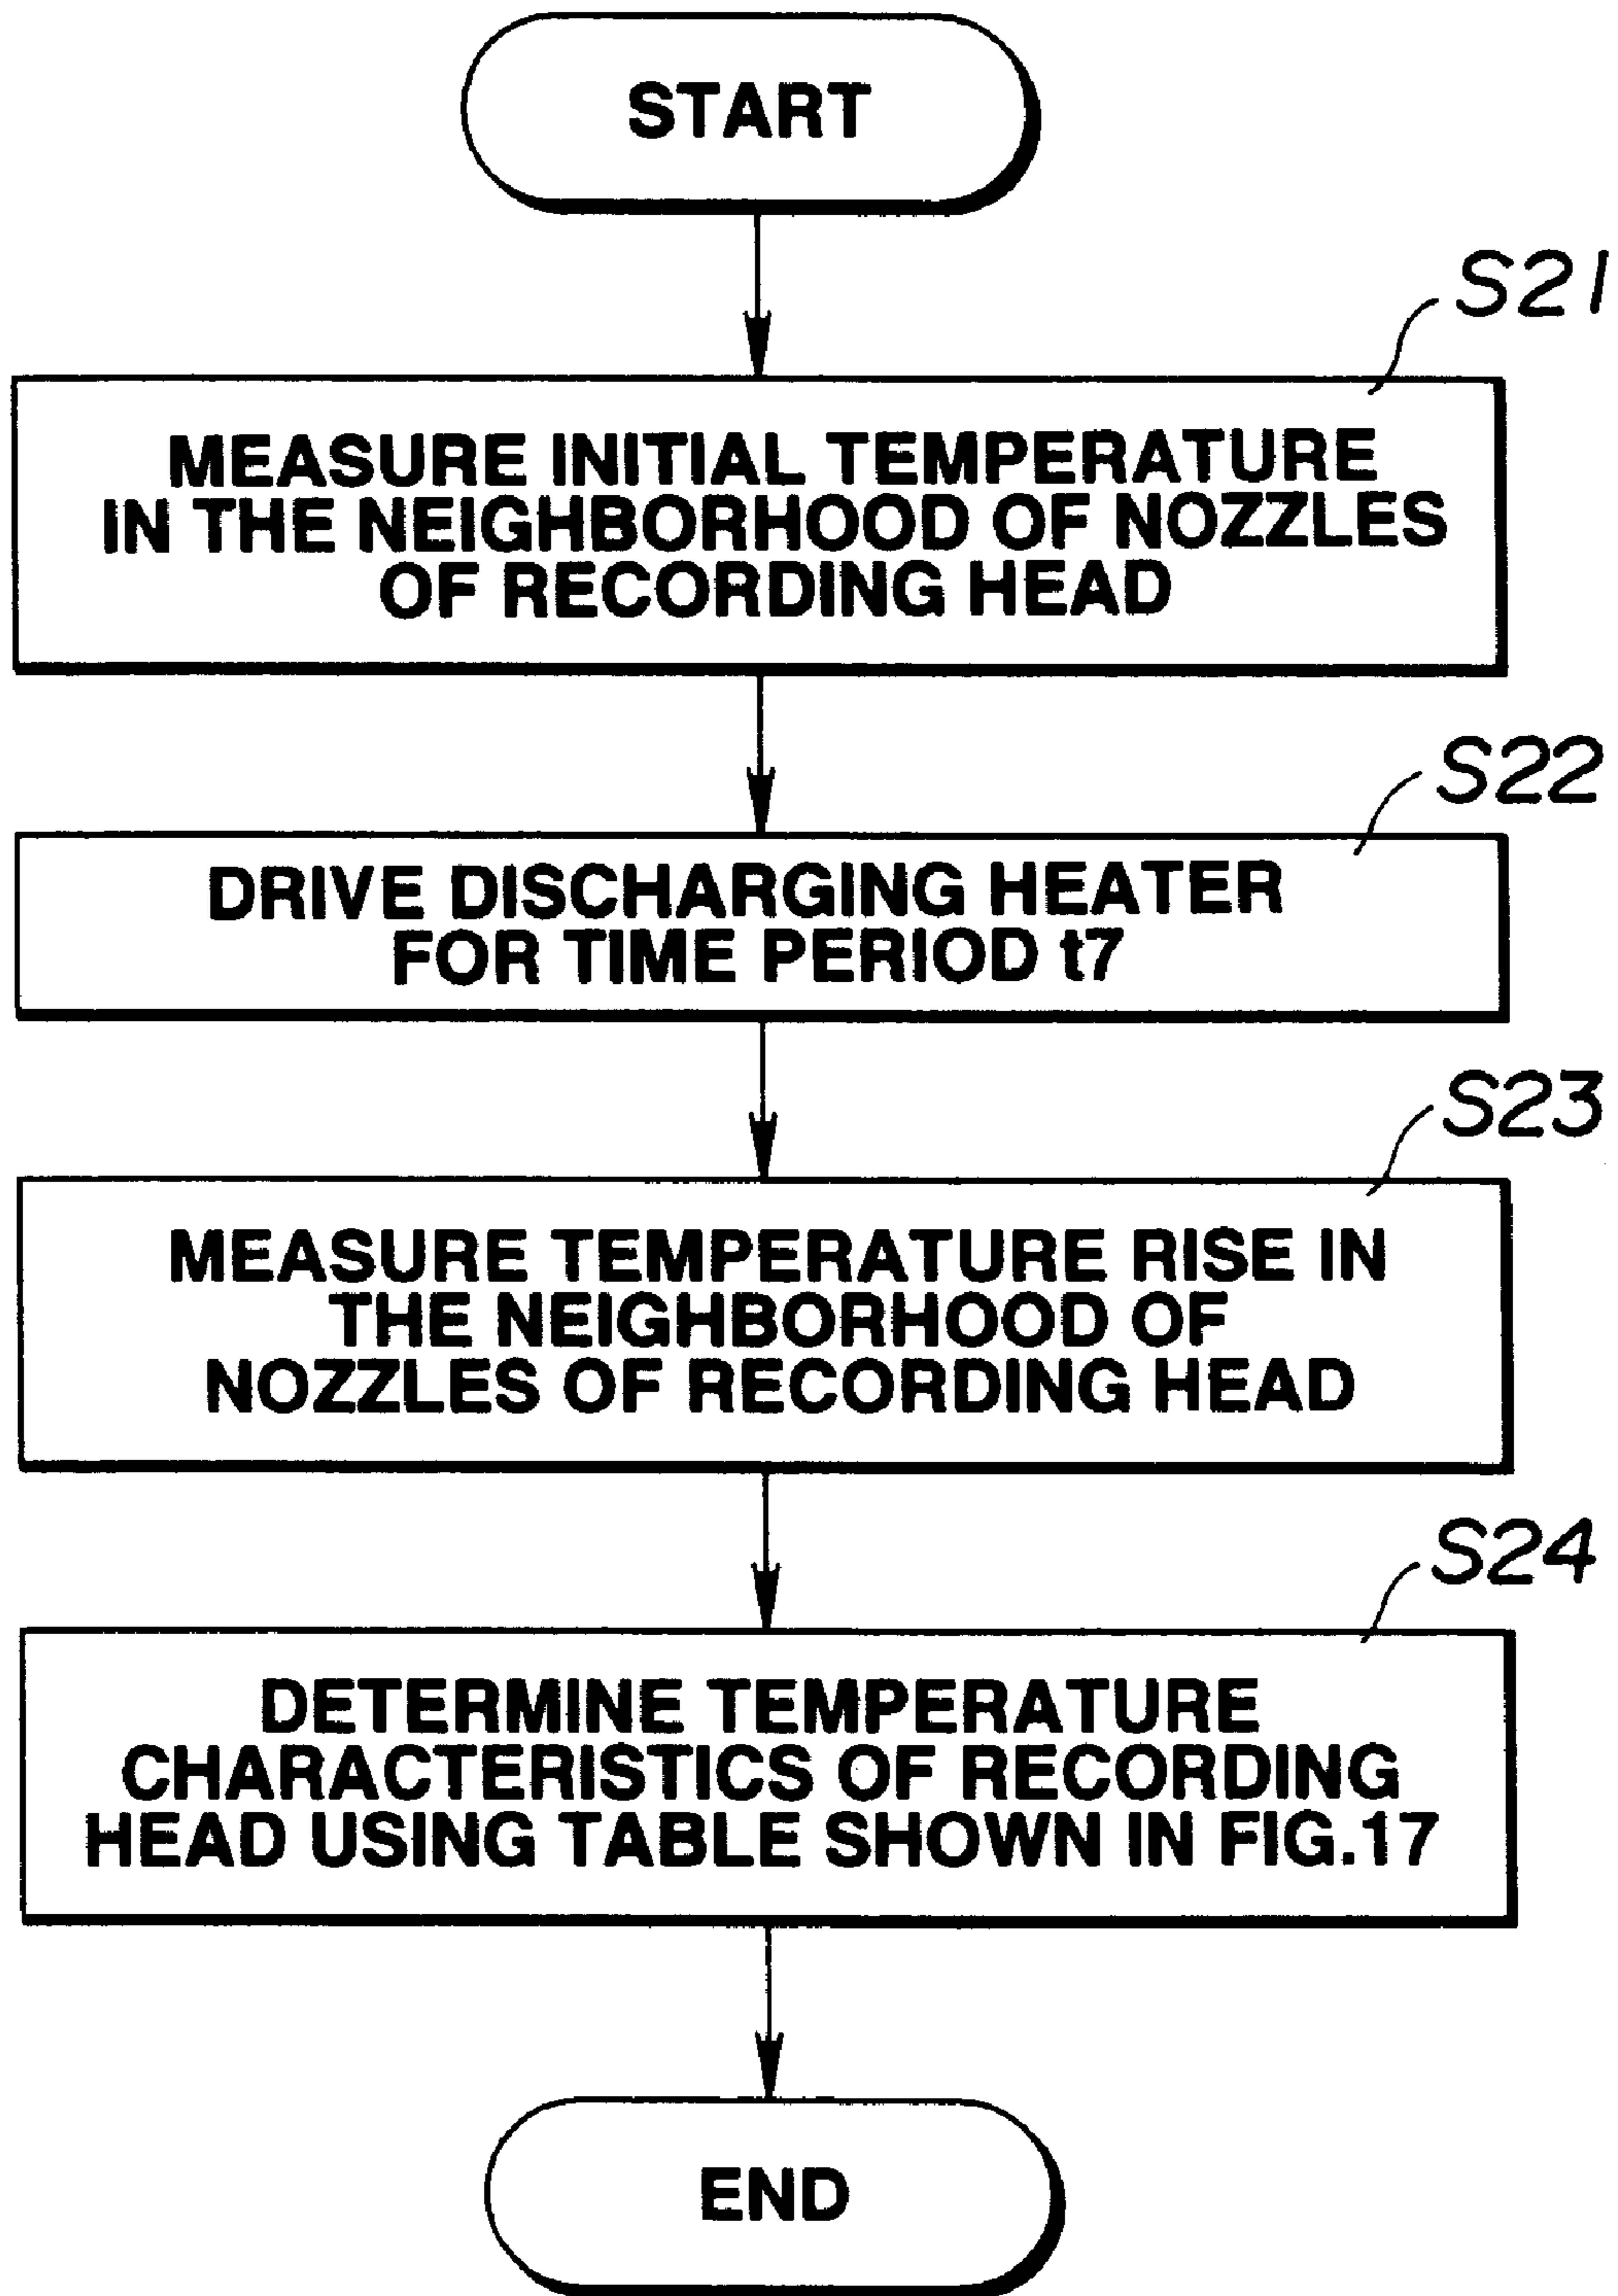 START
S21
MEASURE INITIAL TEMPERATURE
IN THE NEIGHBORHOOD OF NOZZLES
OF RECORDING HEAD
S22
DRIVE DISCHARGING HEATER
FOR TIME PERIOD t7
S23
MEASURE TEMPERATURE RISE IN
THE NEIGHBORHOOD OF
NOZZLES OF RECORDING HEAD
S24
DETERMINE TEMPERATURE
CHARACTERISTICS OF RECORDING
HEAD USING TABLE SHOWN IN FIG.17
END